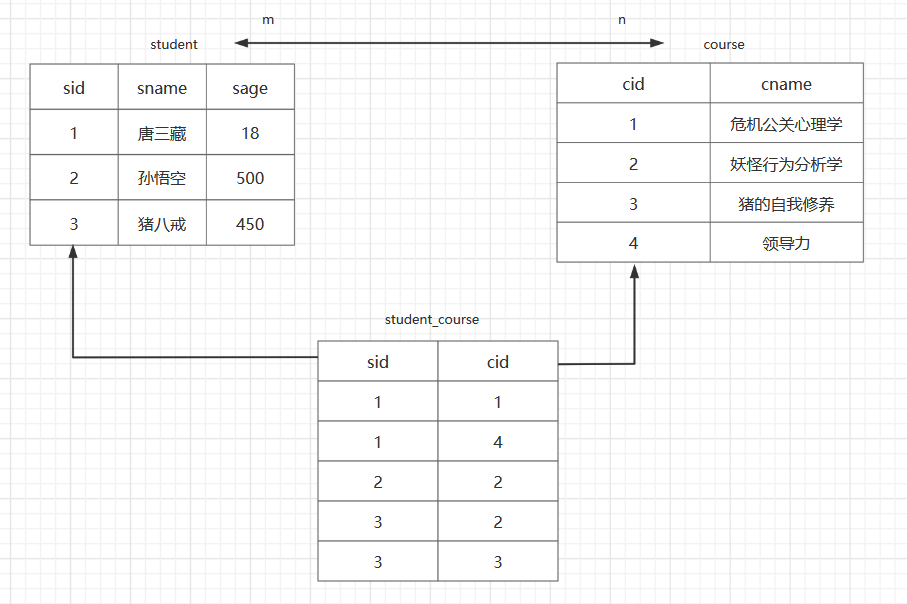 m n
student course
sid sname sage
1 唐三藏 18
2 孙悟空 500
3 猪八戒 450
cid cname
1 危机公关心理学
2 妖怪行为分析学
3 猪的自我修养
4 领导力
student_course
sid cid
1 1
1 4
2 2
3 2
3 3